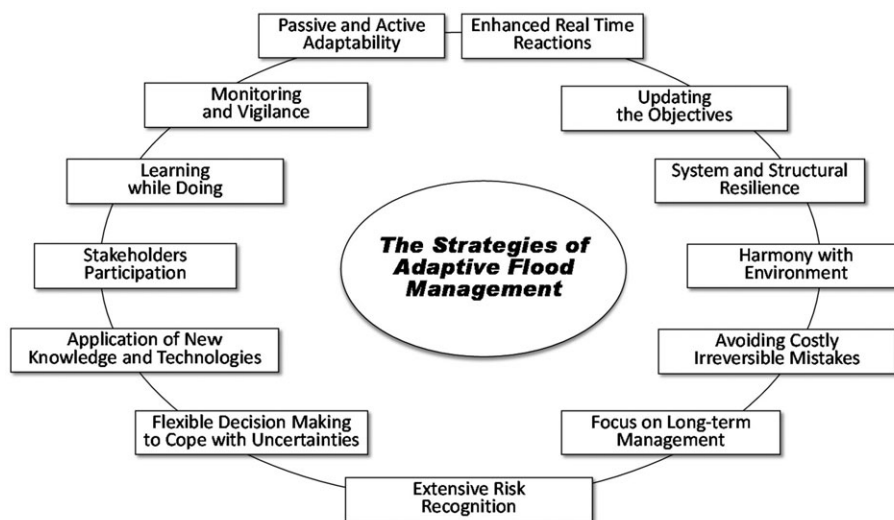 Passive and Active
Adaptability
Enhanced Real Time
Reactions
Monitoring
and Vigilance
Updating
the Objectives
Learning
while Doing
System and Structural
Resilience
The Strategies of
Adaptive Flood
Management
Stakeholders
Participation
Harmony with
Environment
Application of New
Knowledge and Technologies
Avoiding Costly
Irreversible Mistakes
Flexible Decision Making
to Cope with Uncertainties
Focus on Long-term
Management
Extensive Risk
Recognition